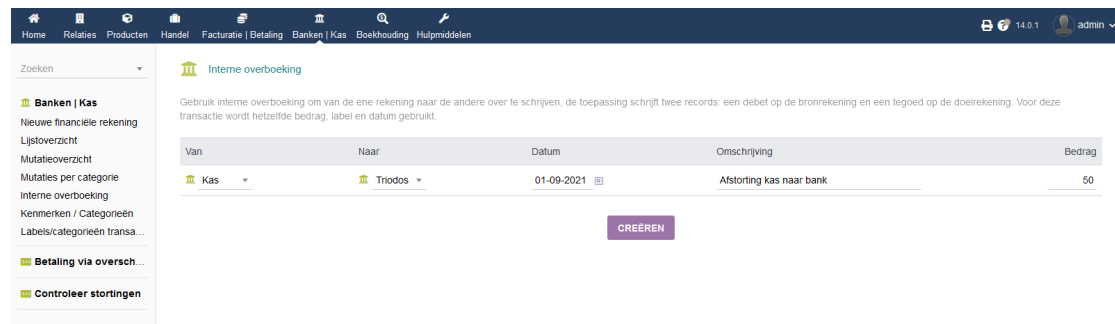 Home Relaties Producten Handel Facturatie | Betaling Banken | Kas Boekhouding Hulpmiddelen
14.0.1 admin
Zoeken
Banken | Kas
Nieuwe financiële rekening
Lijstoverzicht
Mutatieoverzicht
Mutaties per categorie
Interne overboeking
Kenmerken / Categorieën
Labels/categorieën transa...
Betaling via oversch...
Controleer stortingen
Interne overboeking
Gebruik interne overboeking om van de ene rekening naar de andere over te schrijven, de toepassing schrijft twee records: een debet op de bronrekening en een tegoed op de doelrekening. Voor deze
transactie wordt hetzelfde bedrag, label en datum gebruikt.
Van Naar Datum Omschrijving Bedrag
Kas Triodos 01-09-2021 Afstorting kas naar bank 50
CREËREN